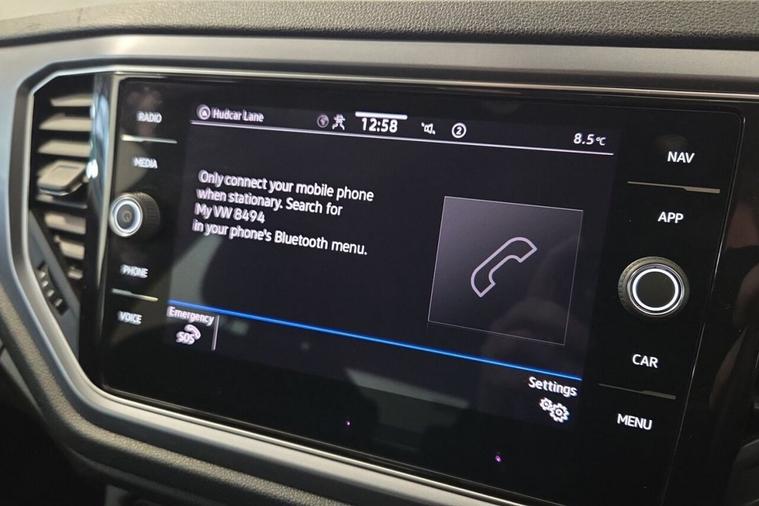 RADIO
MEDIA
PHONE
VOICE
Hudcar Lane
12:58
2
8.5°C
Only connect your mobile phone
when stationary. Search for
My VW 8494
in your phone's Bluetooth menu.
Emergency
SOS
Settings
NAV
APP
CAR
MENU